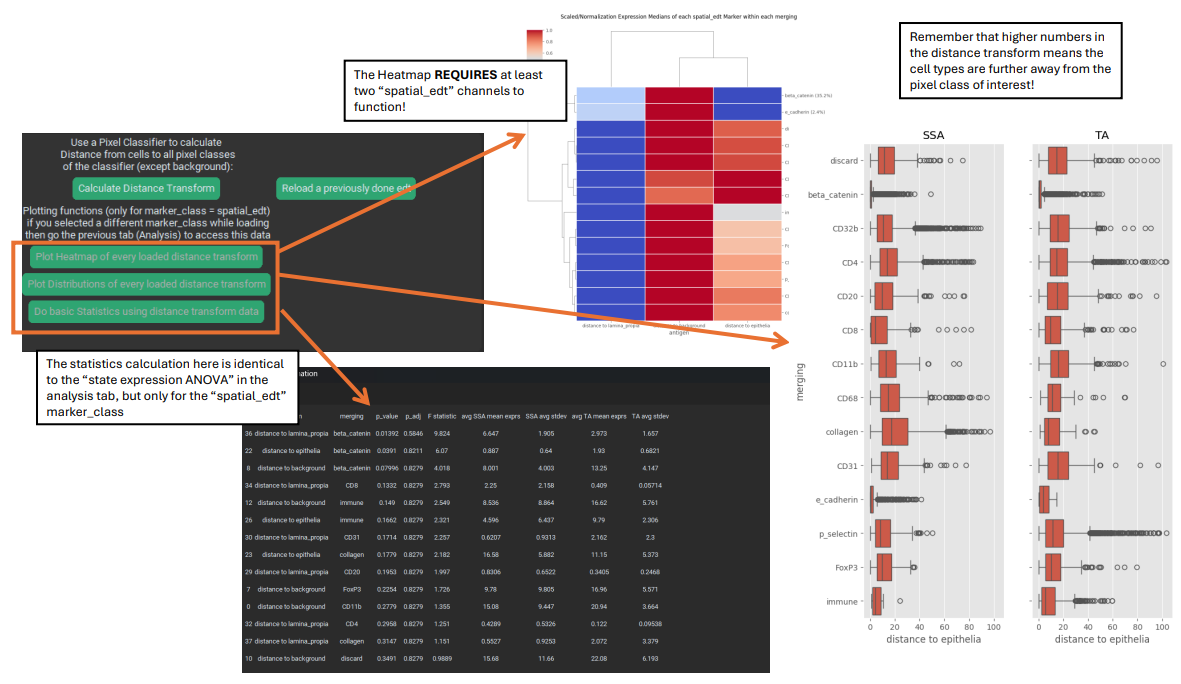 Scaled/Normalization Expression Medians of each spatial_edt Marker within each merging
1.0
0.8
0.6
The Heatmap REQUIRES at least
two “spatial_edt” channels to
function!
beta_catenin (35.2%)
e_cadherin (2.4%)
distance to lamina_propia
background
distance to epithelia
antigen
Remember that higher numbers in
the distance transform means the
cell types are further away from the
pixel class of interest!
Use a Pixel Classifier to calculate
Distance from cells to all pixel classes
of the classifier (except background):
Calculate Distance Transform
Reload a previously done edt
Plotting functions (only for marker_class = spatial_edt)
if you selected a different marker_class while loading
then go the previous tab (Analysis) to access this data
Plot Heatmap of every loaded distance transform
Plot Distributions of every loaded distance transform
Do basic Statistics using distance transform data
The statistics calculation here is identical
to the “state expression ANOVA” in the
analysis tab, but only for the “spatial_edt”
marker_class
merging p_value p_adj F statistic avg SSA mean exprs SSA avg stdev avg TA mean exprs TA avg stdev
36 distance to lamina_propia beta_catenin 0.01392 0.5846 9.824 6.647 1.905 2.973 1.657
22 distance to epithelia beta_catenin 0.0391 0.8211 6.07 0.887 0.64 1.93 0.6821
8 distance to background beta_catenin 0.07996 0.8279 4.018 8.001 4.003 13.25 4.147
34 distance to lamina_propia CD8 0.1332 0.8279 2.793 2.25 2.158 0.409 0.05714
12 distance to background immune 0.149 0.8279 2.549 8.536 8.864 16.62 5.761
26 distance to epithelia immune 0.1662 0.8279 2.321 4.596 6.437 9.79 2.306
30 distance to lamina_propia CD31 0.1714 0.8279 2.257 0.6207 0.9313 2.162 2.3
23 distance to epithelia collagen 0.1779 0.8279 2.182 16.58 5.882 11.15 5.373
29 distance to lamina_propia CD20 0.1953 0.8279 1.997 0.8306 0.6522 0.3405 0.2468
7 distance to background FoxP3 0.2254 0.8279 1.726 9.78 9.805 16.96 5.571
0 distance to background CD11b 0.2779 0.8279 1.355 15.08 9.447 20.94 3.664
32 distance to lamina_propia CD4 0.2958 0.8279 1.251 0.4289 0.5326 0.122 0.09538
37 distance to lamina_propia collagen 0.3147 0.8279 1.151 0.5527 0.9253 2.072 3.379
10 distance to background discard 0.3491 0.8279 0.9889 15.68 11.66 22.08 6.193
SSA
TA
merging
discard
beta_catenin
CD32b
CD4
CD20
CD8
CD11b
CD68
collagen
CD31
e_cadherin
p_selectin
FoxP3
immune
0 20 40 60 80 100
0 20 40 60 80 100
distance to epithelia
distance to epithelia